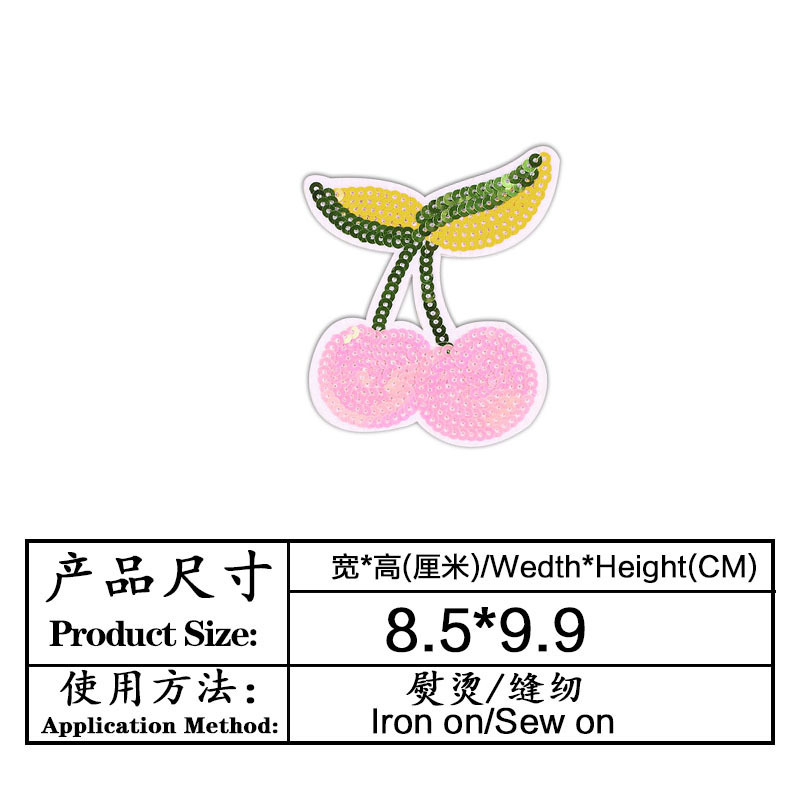 产品尺寸
Product Size:
宽*高(厘米)/Wedth*Height(CM)
8.5*9.9
使用方法：
Application Method:
熨烫/缝纫
Iron on/Sew on